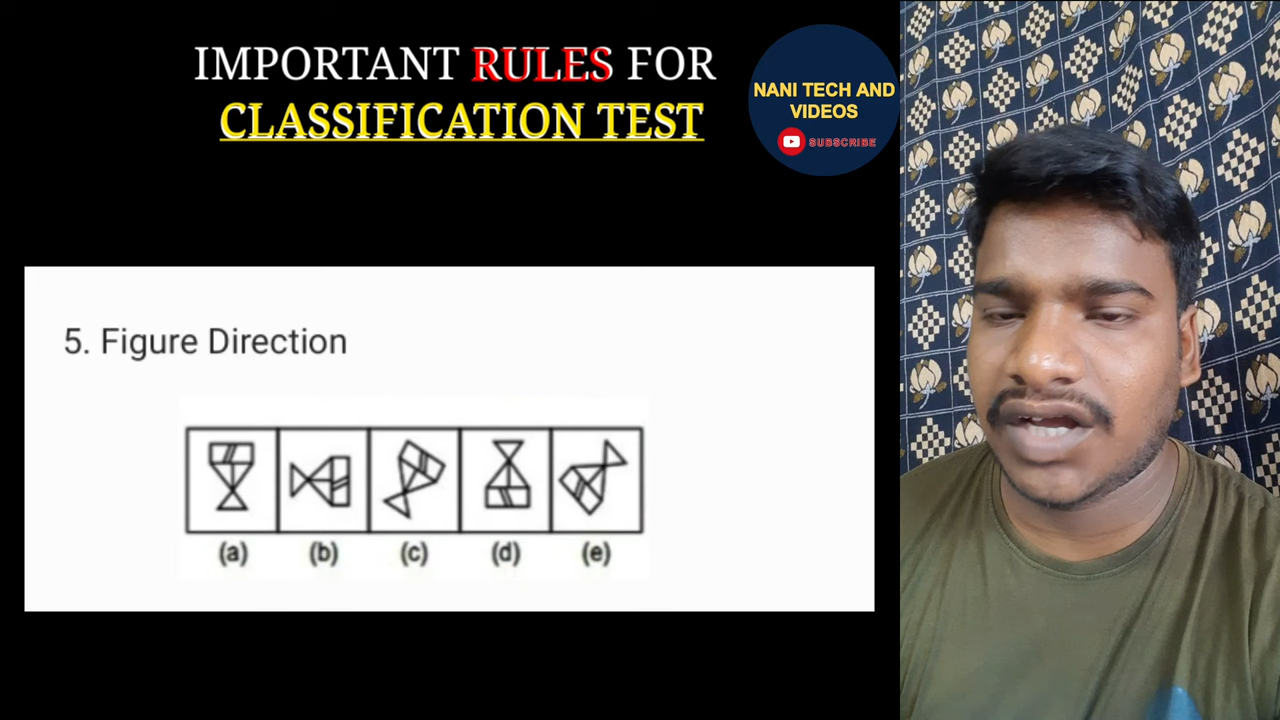 IMPORTANT RULES FOR
CLASSIFICATION TEST
NANI TECH AND
VIDEOS
SUBSCRIBE
5. Figure Direction
(a) (b) (c) (d) (e)